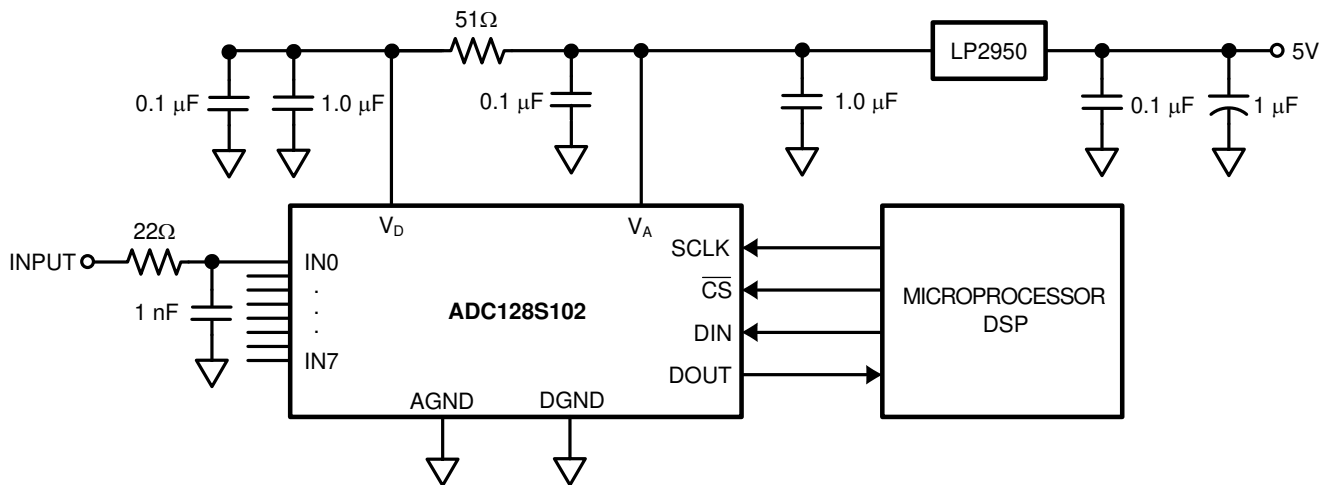 51Ω
LP2950
5V
0.1 μF
1.0 μF
0.1 μF
1.0 μF
0.1 μF
1 μF
V_D
V_A
22Ω
INPUT
IN0
SCLK
1 nF
.
.
.
ADC128S102
C̅S̅
MICROPROCESSOR
DSP
DIN
IN7
DOUT
AGND
DGND